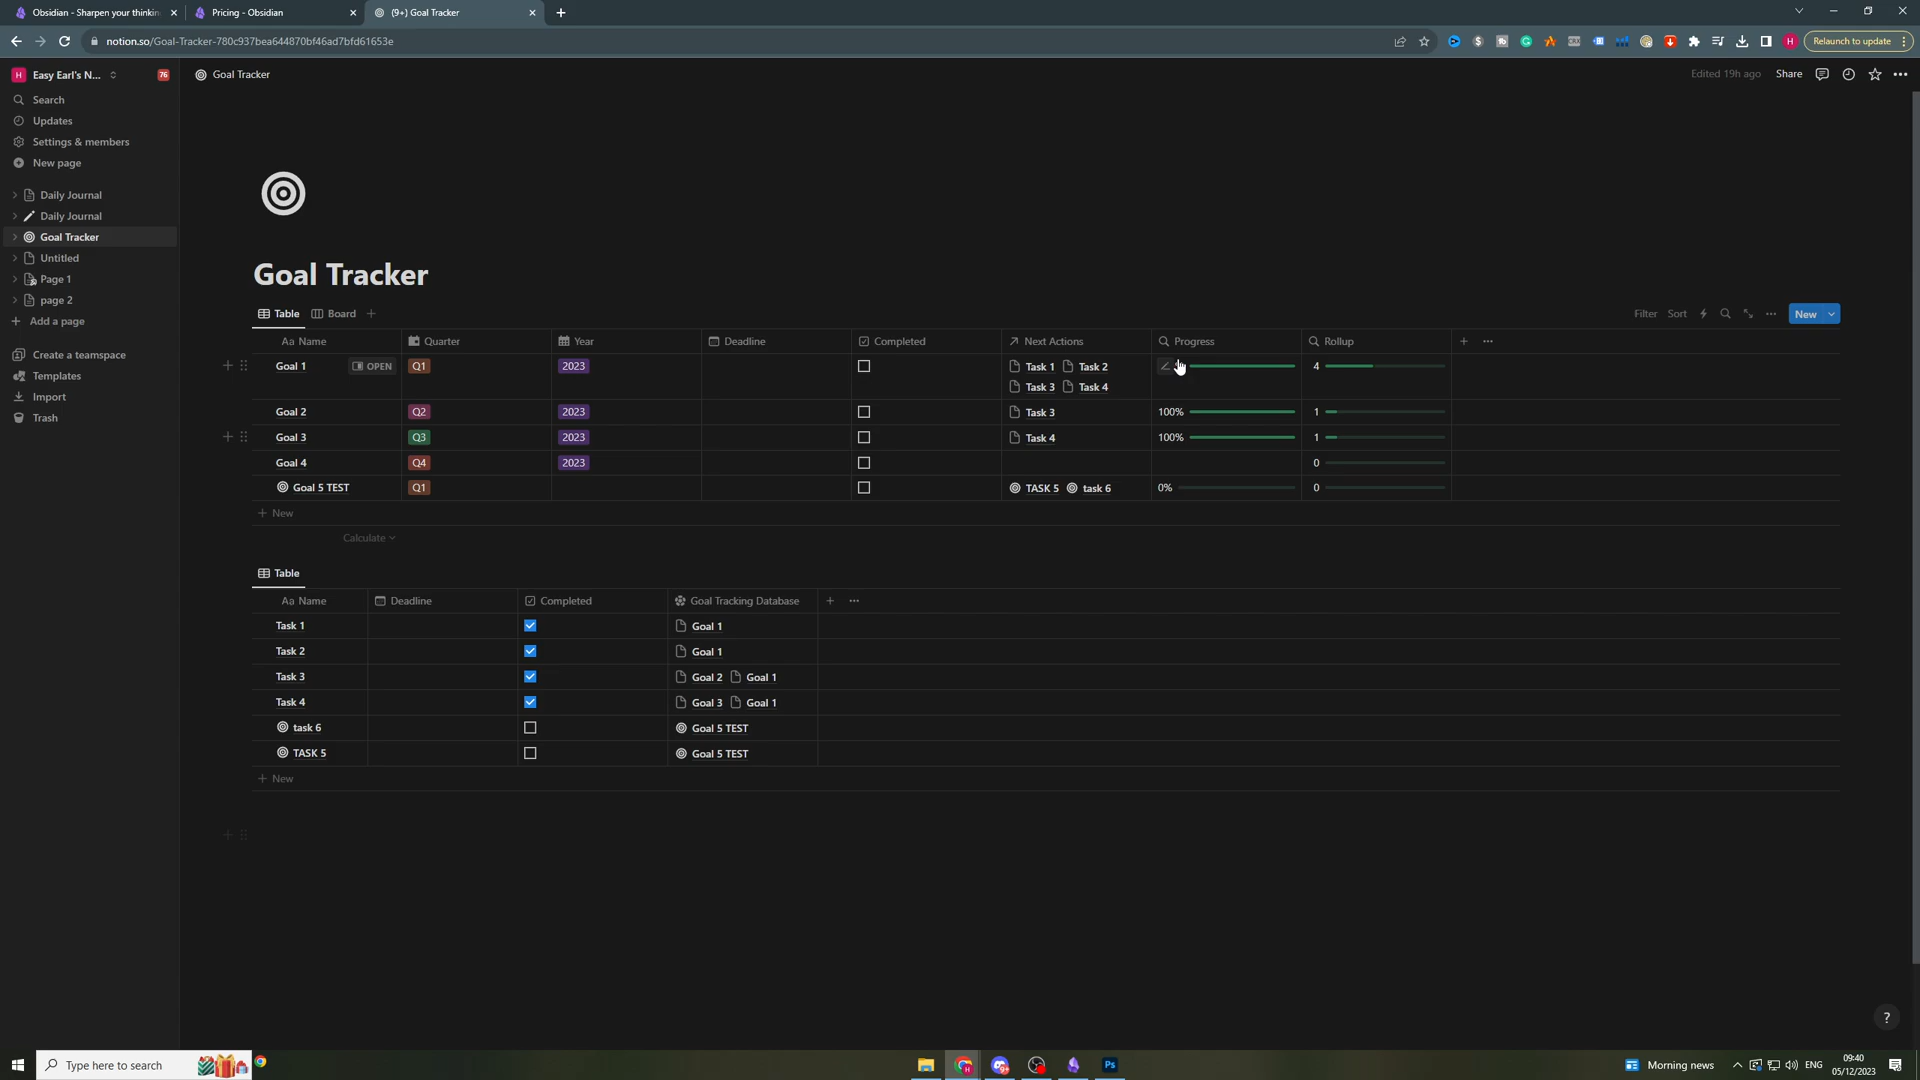 Obsidian - Sharpen your thinkin
Pricing - Obsidian
(9+) Goal Tracker
notion.so/Goal-Tracker-780c937bea644870bf46ad7bfd61653e
Relaunch to update
H Easy Earl's N... 76
Search
Updates
Settings & members
New page
Daily Journal
Daily Journal
Goal Tracker
Untitled
Page 1
page 2
Add a page
Create a teamspace
Templates
Import
Trash
Goal Tracker
Edited 19h ago Share
Goal Tracker
Table Board
Filter Sort New
Aa Name Quarter Year Deadline Completed Next Actions Progress Rollup
Goal 1 OPEN Q1 2023 Task 1 Task 2 4
Task 3 Task 4
Goal 2 Q2 2023 Task 3 100% 1
Goal 3 Q3 2023 Task 4 100% 1
Goal 4 Q4 2023 0
Goal 5 TEST Q1 TASK 5 task 6 0% 0
New
Calculate
Table
Aa Name Deadline Completed Goal Tracking Database
Task 1 Goal 1
Task 2 Goal 1
Task 3 Goal 2 Goal 1
Task 4 Goal 3 Goal 1
task 6 Goal 5 TEST
TASK 5 Goal 5 TEST
New
?
Type here to search
Ps
Morning news
ENG
09:40
05/12/2023